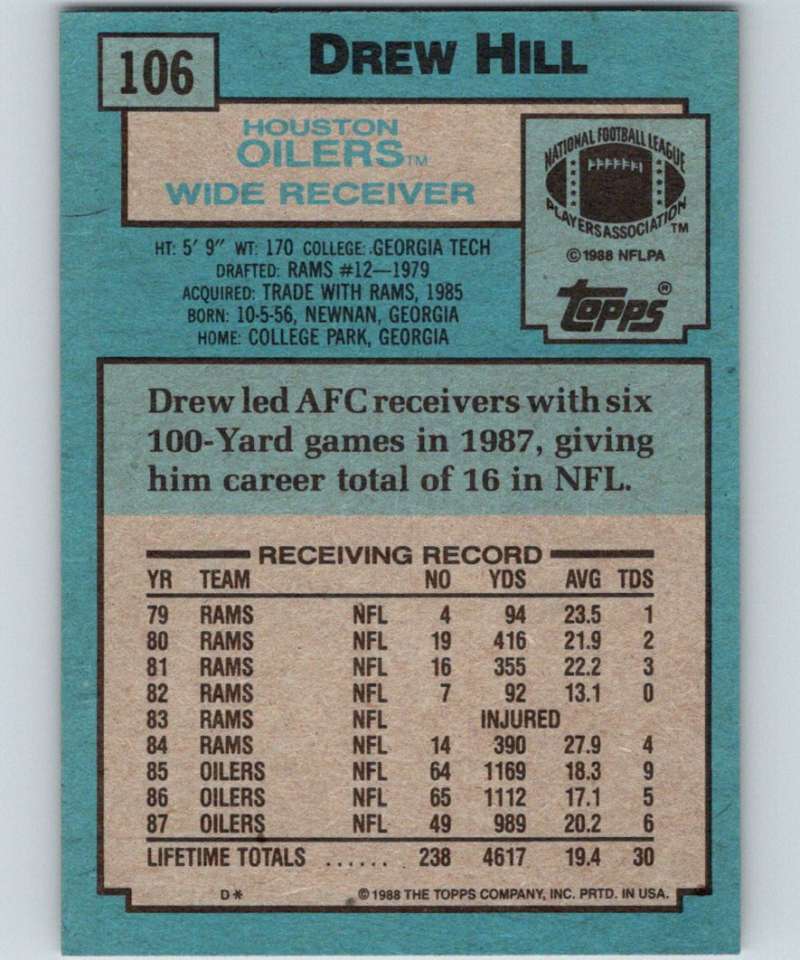 106
DREW HILL
HOUSTON
OILERS™
WIDE RECEIVER
NATIONAL FOOTBALL LEAGUE
PLAYERS ASSOCIATION™
©1988 NFLPA
Topps®
HT: 5' 9" WT: 170 COLLEGE: GEORGIA TECH
DRAFTED: RAMS #12—1979
ACQUIRED: TRADE WITH RAMS, 1985
BORN: 10-5-56, NEWNAN, GEORGIA
HOME: COLLEGE PARK, GEORGIA
Drew led AFC receivers with six
100-Yard games in 1987, giving
him career total of 16 in NFL.
RECEIVING RECORD
YR TEAM NO YDS AVG TDS
79 RAMS NFL 4 94 23.5 1
80 RAMS NFL 19 416 21.9 2
81 RAMS NFL 16 355 22.2 3
82 RAMS NFL 7 92 13.1 0
83 RAMS NFL INJURED
84 RAMS NFL 14 390 27.9 4
85 OILERS NFL 64 1169 18.3 9
86 OILERS NFL 65 1112 17.1 5
87 OILERS NFL 49 989 20.2 6
LIFETIME TOTALS ...... 238 4617 19.4 30
D* ©1988 THE TOPPS COMPANY, INC. PRTD. IN USA.